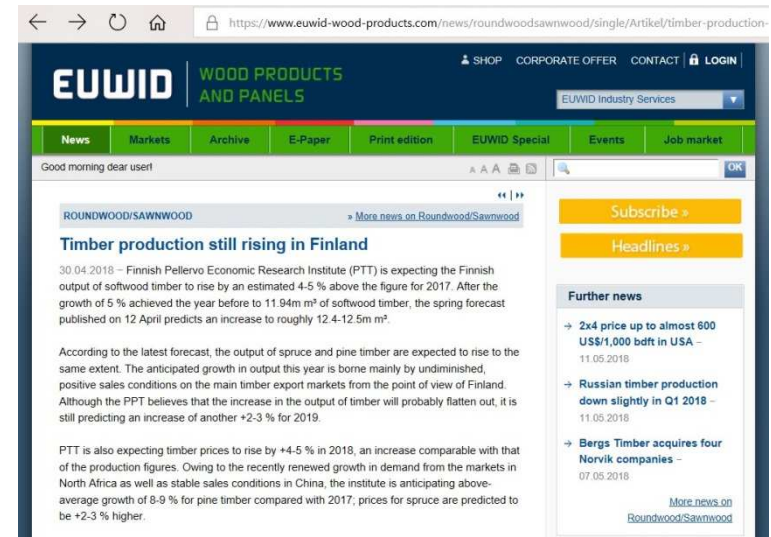 https://www.euwid-wood-products.com/news/roundwoodsawnwood/single/Artikel/timber-production-
SHOP CORPORATE OFFER CONTACT LOGIN
EUWID WOOD PRODUCTS
AND PANELS
EUWID Industry Services
News Markets Archive E-Paper Print edition EUWID Special Events Job market
Good morning dear user!
A A A
OK
ROUNDWOOD/SAWNWOOD
» More news on Roundwood/Sawnwood
Timber production still rising in Finland
30.04.2018 – Finnish Pellervo Economic Research Institute (PTT) is expecting the Finnish
output of softwood timber to rise by an estimated 4-5 % above the figure for 2017. After the
growth of 5 % achieved the year before to 11.94m m³ of softwood timber, the spring forecast
published on 12 April predicts an increase to roughly 12.4-12.5m m³.
According to the latest forecast, the output of spruce and pine timber are expected to rise to the
same extent. The anticipated growth in output this year is borne mainly by undiminished,
positive sales conditions on the main timber export markets from the point of view of Finland.
Although the PPT believes that the increase in the output of timber will probably flatten out, it is
still predicting an increase of another +2-3 % for 2019.
PTT is also expecting timber prices to rise by +4-5 % in 2018, an increase comparable with that
of the production figures. Owing to the recently renewed growth in demand from the markets in
North Africa as well as stable sales conditions in China, the institute is anticipating above-
average growth of 8-9 % for pine timber compared with 2017; prices for spruce are predicted to
be +2-3 % higher.
Subscribe »
Headlines »
Further news
→ 2x4 price up to almost 600
US$/1,000 bdft in USA –
11.05.2018
→ Russian timber production
down slightly in Q1 2018 –
11.05.2018
→ Bergs Timber acquires four
Norvik companies –
07.05.2018
More news on
Roundwood/Sawnwood